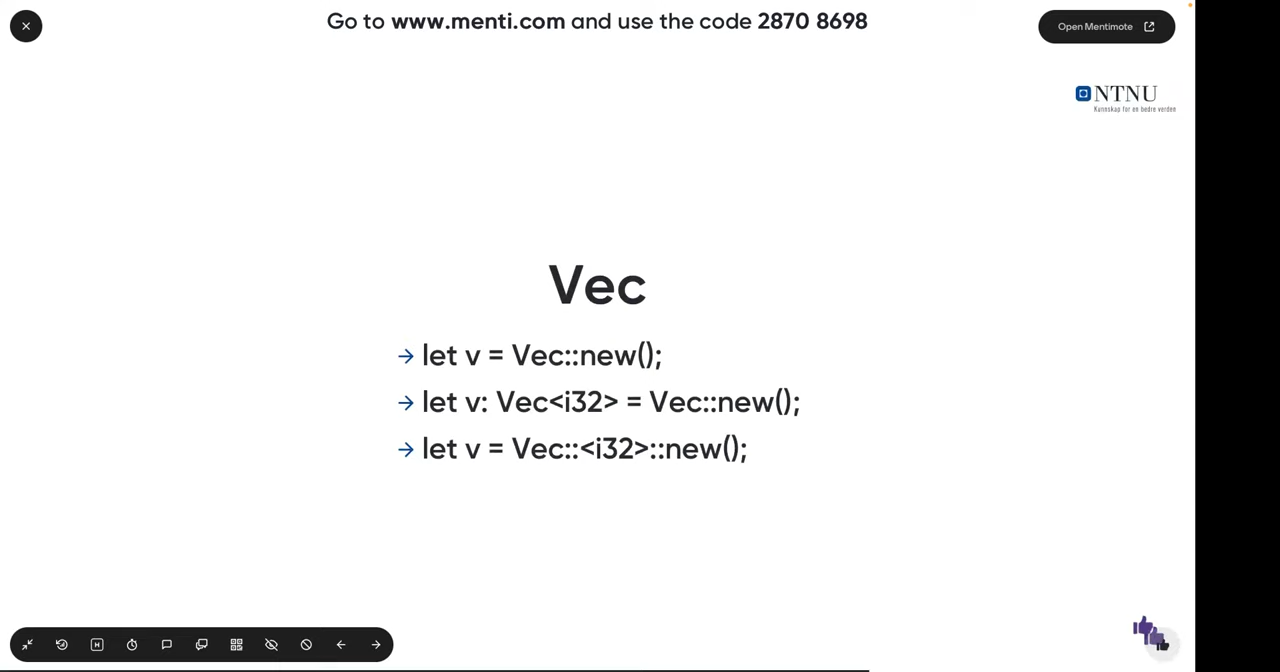 Go to www.menti.com and use the code 2870 8698
Open Mentimote
NTNU
Kunnskap for en bedre verden
Vec
→ let v = Vec::new();
→ let v: Vec<i32> = Vec::new();
→ let v = Vec::<i32>::new();
H